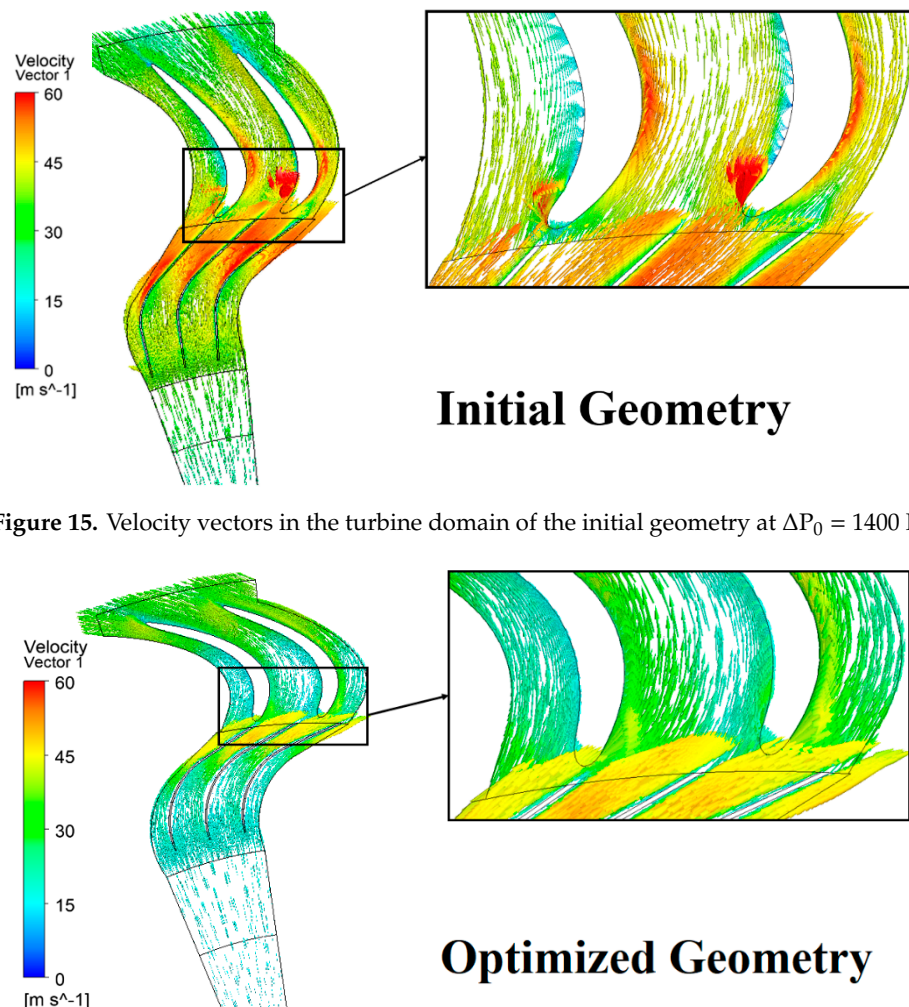 Velocity
Vector 1
60
45
30
15
0
[m s^-1]
Initial Geometry
Figure 15. Velocity vectors in the turbine domain of the initial geometry at ΔP₀ = 1400
Velocity
Vector 1
60
45
30
15
0
[m s^-1]
Optimized Geometry